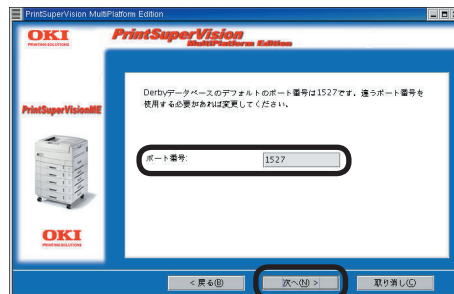 PrintSuperVision MultiPlatform Edition
OKI
PRINTING SOLUTIONS
PrintSuperVision
MultiPlatform Edition
Derbyデータベースのデフォルトのポート番号は1527です。違うポート番号を
使用する必要があれば変更してください。
PrintSuperVisionME
ポート番号:
1527
OKI
PRINTING SOLUTIONS
< 戻る(B)
次へ(N) >
取り消し(C)